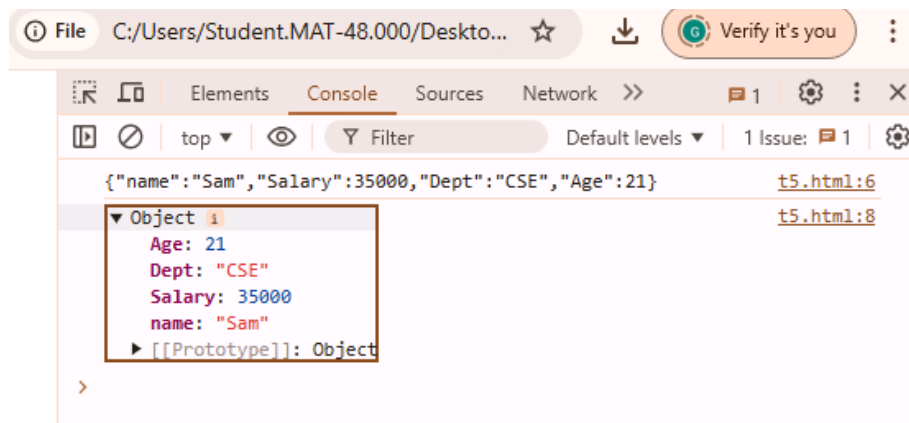 File C:/Users/Student.MAT-48.000/Deskto... G Verify it's you
Elements Console Sources Network >> 1
top ▼ Filter Default levels ▼ 1 Issue: 1
{"name":"Sam","Salary":35000,"Dept":"CSE","Age":21} t5.html:6
▼ Object i t5.html:8
Age: 21
Dept: "CSE"
Salary: 35000
name: "Sam"
▶ [[Prototype]]: Object
>